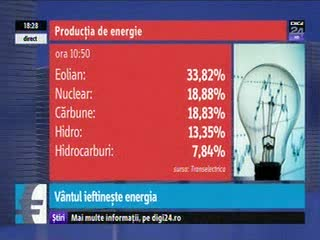 18:28
direct
Producția de energie
DIGI 24
HD
ora 10:50
Eolian: 33,82%
Nuclear: 18,88%
Cărbune: 18,83%
Hidro: 13,35%
Hidrocarburi: 7,84%
sursa: Transelectrica
Vântul ieftinește energia
Știri Mai multe informații, pe digi24.ro